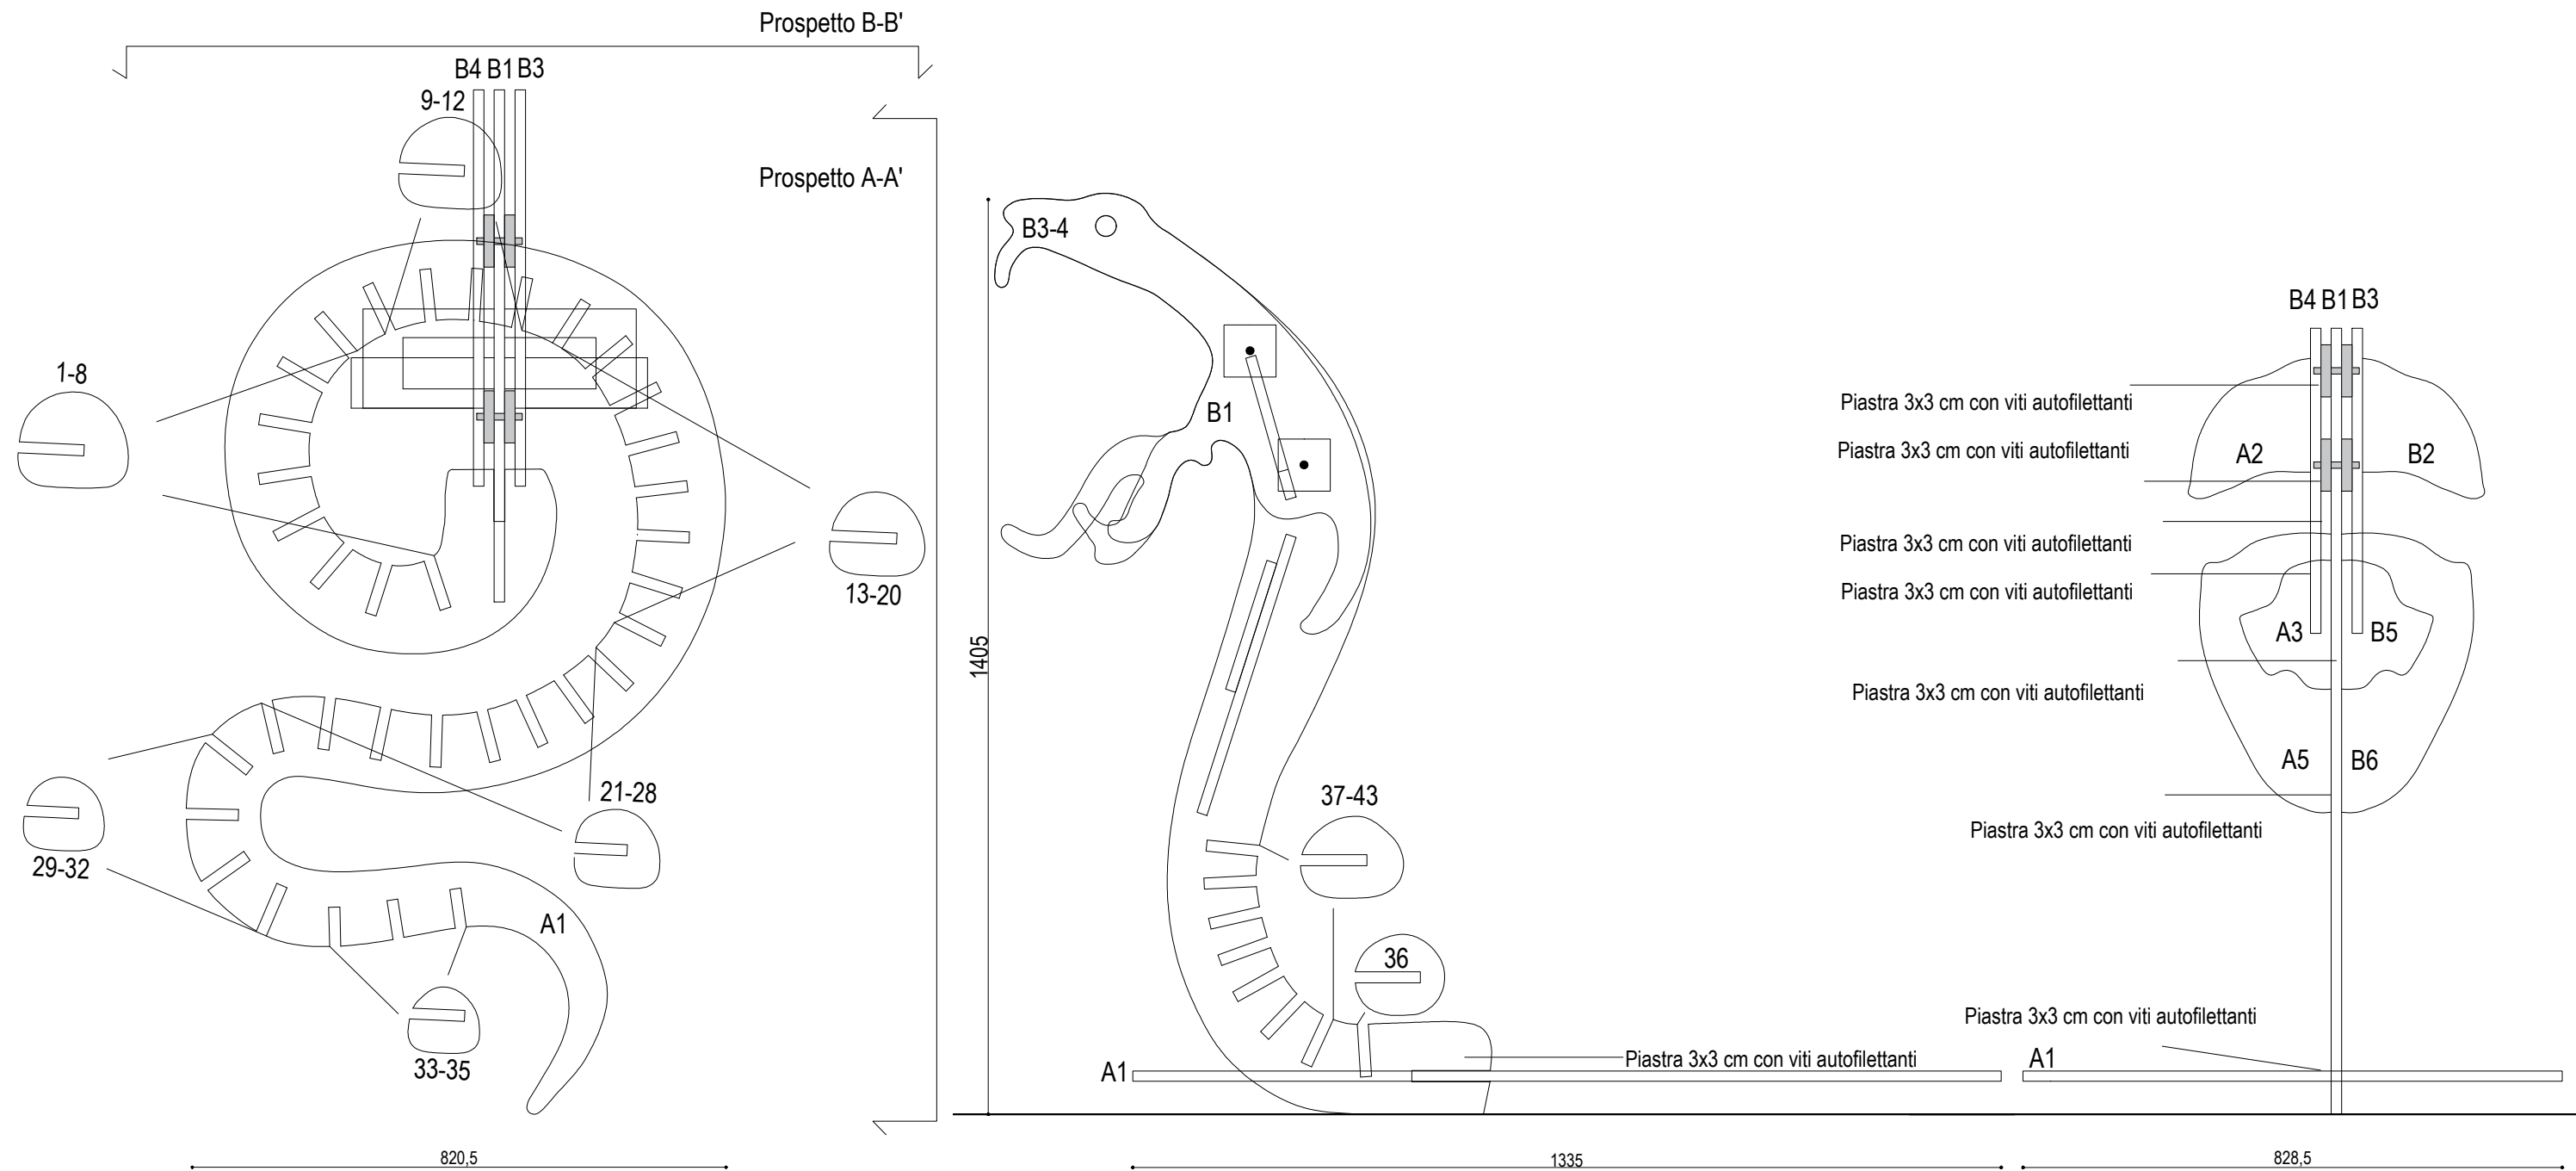 Prospetto B-B'
B4 B1 B3
9-12
Prospetto A-A'
1-8
13-20
21-28
29-32
A1
33-35
820,5
B3-4
B1
1405
37-43
36
A1
Piastra 3x3 cm con viti autofilettanti
1335
B4 B1 B3
Piastra 3x3 cm con viti autofilettanti
Piastra 3x3 cm con viti autofilettanti
A2
B2
Piastra 3x3 cm con viti autofilettanti
Piastra 3x3 cm con viti autofilettanti
A3
B5
Piastra 3x3 cm con viti autofilettanti
A5
B6
Piastra 3x3 cm con viti autofilettanti
Piastra 3x3 cm con viti autofilettanti
A1
828,5